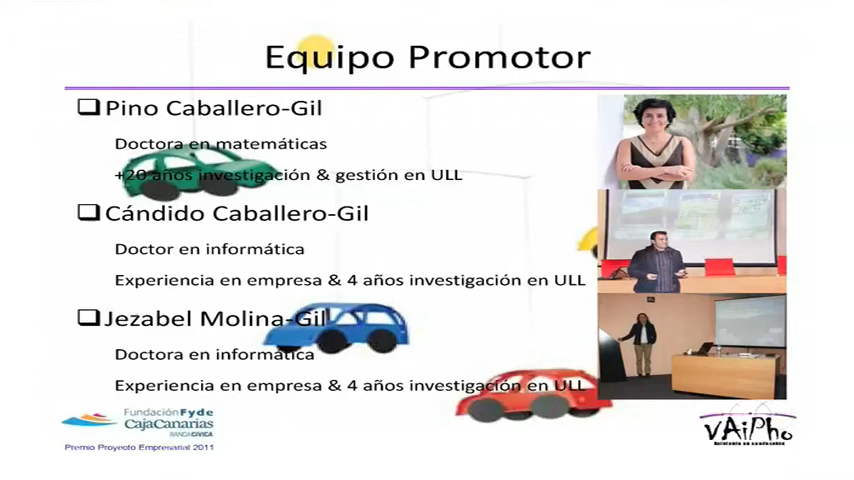 Equipo Promotor
Pino Caballero-Gil
Doctora en matemáticas
+20 años investigación & gestión en ULL
Cándido Caballero-Gil
Doctor en informática
Experiencia en empresa & 4 años investigación en ULL
Jezabel Molina-Gil
Doctora en informática
Experiencia en empresa & 4 años investigación en ULL
Fundación Fyde
CajaCanarias
BANCA CÍVICA
Premio Proyecto Empresarial 2011
VAiPho